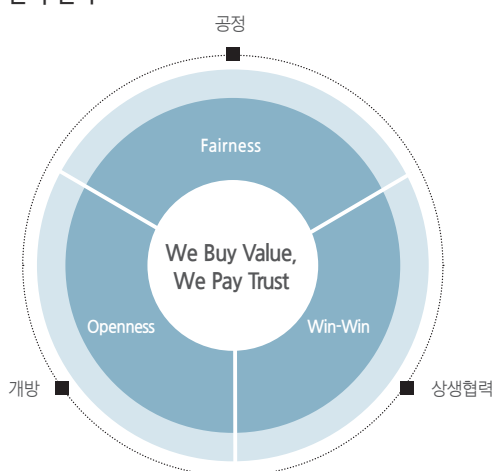 공정
Fairness
We Buy Value,
We Pay Trust
Openness
Win-Win
개방
상생협력